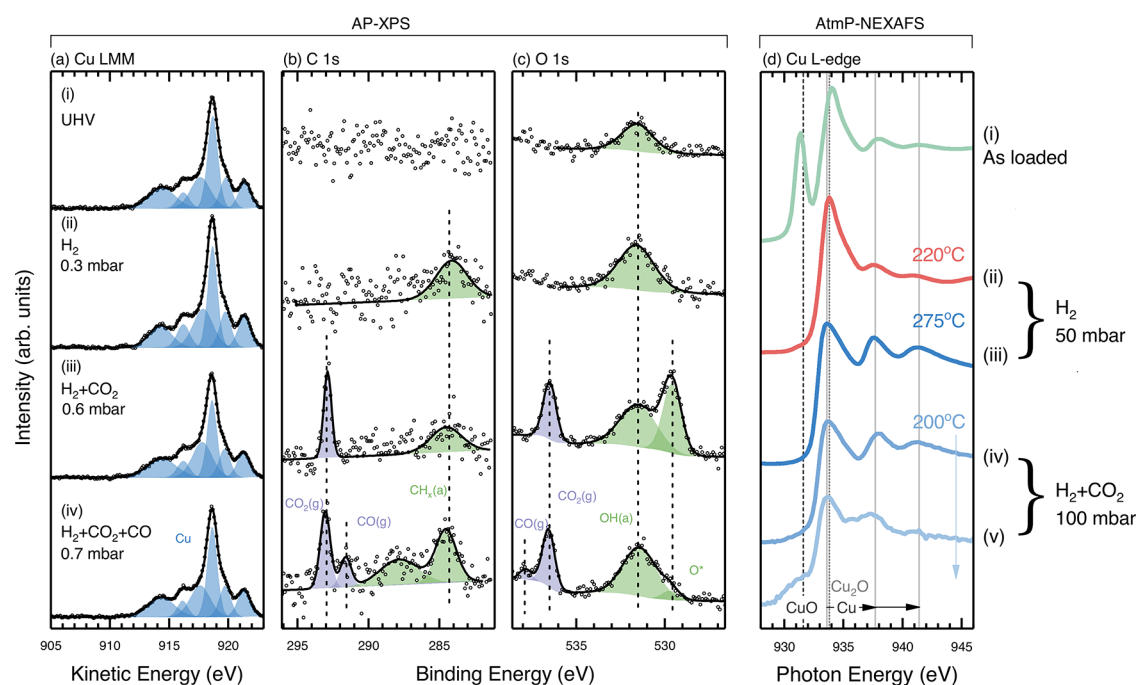 AP-XPS
AtmP-NEXAFS
(a) Cu LMM
(b) C 1s
(c) O 1s
(d) Cu L-edge
(i)
UHV
(ii)
H₂
0.3 mbar
(iii)
H₂+CO₂
0.6 mbar
(iv)
H₂+CO₂+CO
0.7 mbar
Cu
CO₂(g)
CO(g)
CHₓ(a)
CO(g)
CO₂(g)
OH(a)
O*
(i)
As loaded
220°C
(ii)
275°C
(iii)
H₂
50 mbar
200°C
(iv)
(v)
H₂+CO₂
100 mbar
Cu₂O
CuO
Cu
Intensity (arb. units)
905 910 915 920
295 290 285
535 530
930 935 940 945
Kinetic Energy (eV)
Binding Energy (eV)
Photon Energy (eV)